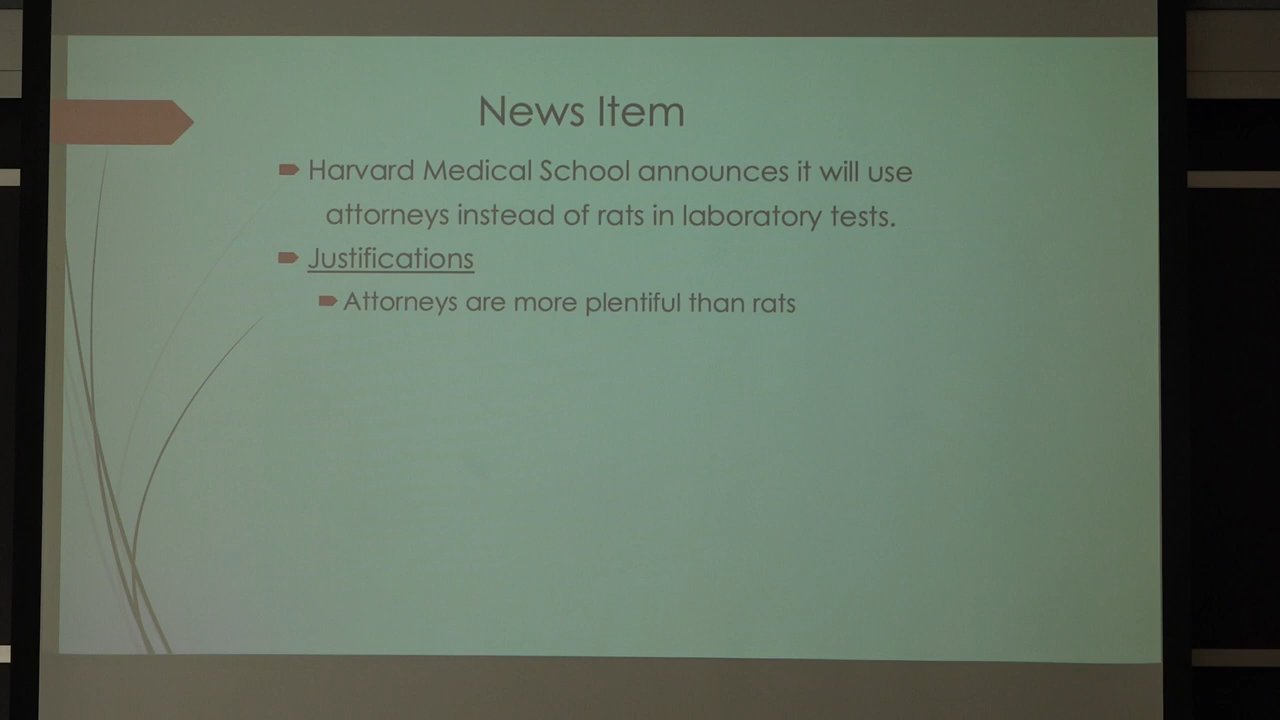 News Item
Harvard Medical School announces it will use
attorneys instead of rats in laboratory tests.
Justifications
Attorneys are more plentiful than rats